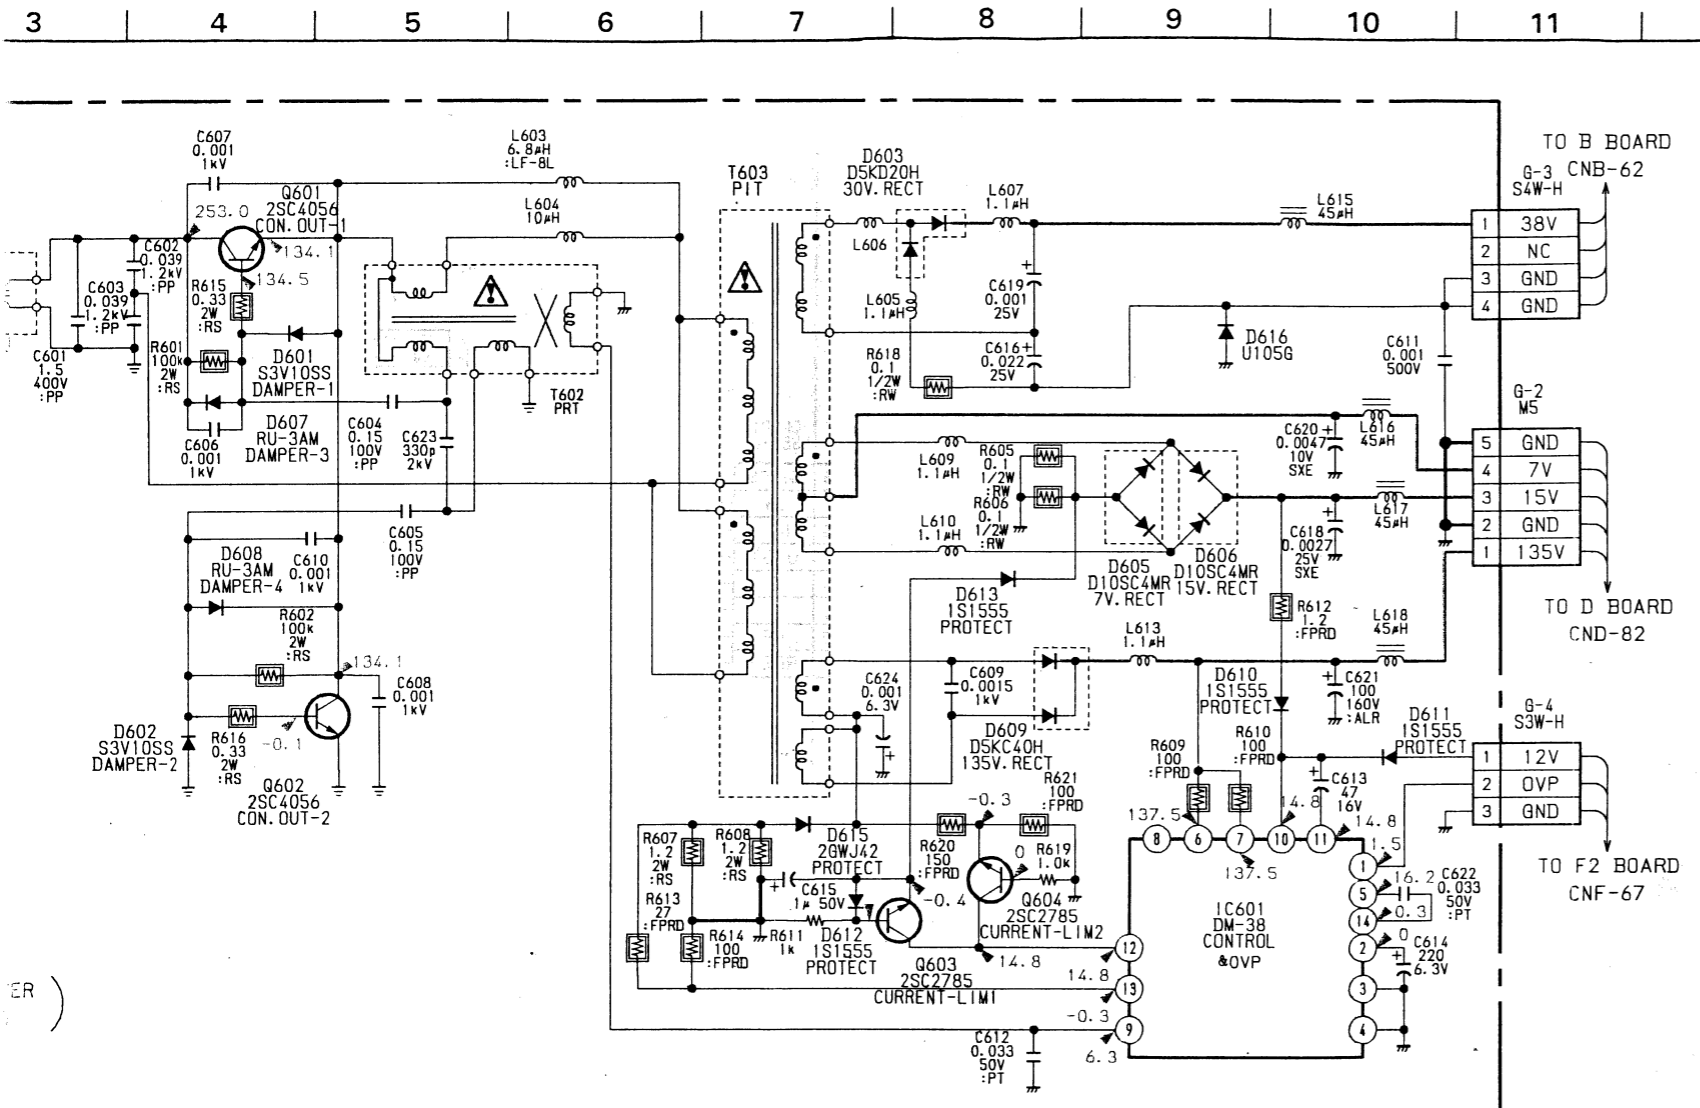 3 4 5 6 7 8 9 10 11
C607
0.001
1kV
Q601
2SC4056
CON.OUT-1
253.0
134.1
134.5
C602
0.039
1.2kV
:PP
C603
0.039
1.2kV
:PP
R615
0.33
2W
:RS
C601
1.5
400V
:PP
R601
100k
2W
:RS
D601
S3V10SS
DAMPER-1
D607
RU-3AM
DAMPER-3
C606
0.001
1kV
L603
6.8μH
:LF-8L
L604
10μH
T602
PRT
C604
0.15
100V
:PP
C623
330p
2kV
C605
0.15
100V
:PP
D608
RU-3AM
DAMPER-4
C610
0.001
1kV
R602
100k
2W
:RS
134.1
C608
0.001
1kV
D602
S3V10SS
DAMPER-2
R616
0.33
2W
:RS
-0.1
Q602
2SC4056
CON.OUT-2
T603
PIT
D603
D5KD20H
30V.RECT
L606
L607
1.1μH
L605
1.1μH
C619
0.001
25V
C616
0.022
25V
R618
0.1
1/2W
:RW
D616
U105G
L615
45μH
C611
0.001
500V
G-3
S4W-H
1 38V
2 NC
3 GND
4 GND
TO B BOARD
CNB-62
L609
1.1μH
R605
0.1
1/2W
:RW
R606
0.1
1/2W
:RW
L610
1.1μH
D605
D10SC4MR
7V.RECT
D606
D10SC4MR
15V.RECT
D613
1S1555
PROTECT
C620
0.0047
10V
SXE
L616
45μH
C618
0.0027
25V
SXE
L617
45μH
G-2
M5
5 GND
4 7V
3 15V
2 GND
1 135V
TO D BOARD
CND-82
R612
1.2
:FPRD
L618
45μH
L613
1.1μH
C624
0.001
6.3V
C609
0.0015
1kV
D609
D5KC40H
135V.RECT
D610
1S1555
PROTECT
C621
100
160V
:ALR
D611
1S1555
PROTECT
G-4
S3W-H
1 12V
2 OVP
3 GND
TO F2 BOARD
CNF-67
R609
100
:FPRD
R610
100
:FPRD
C613
47
16V
R621
100
:FPRD
-0.3
137.5
14.8
14.8
137.5
R607
1.2
2W
:RS
R608
1.2
2W
:RS
D615
2GWJ42
PROTECT
R620
150
:FPRD
R619
1.0k
0
C615
1μ 50V
R613
27
:FPRD
R614
100
:FPRD
R611
1k
D612
1S1555
PROTECT
-0.4
Q604
2SC2785
CURRENT-LIM2
Q603
2SC2785
CURRENT-LIM1
14.8
14.8
-0.3
6.3
C612
0.033
50V
:PT
8 6 7 10 11
12
13
9
1
5
14
2
3
4
IC601
DM-38
CONTROL
&OVP
1.5
16.2
0.3
0
C622
0.033
50V
:PT
C614
220
6.3V
ER )